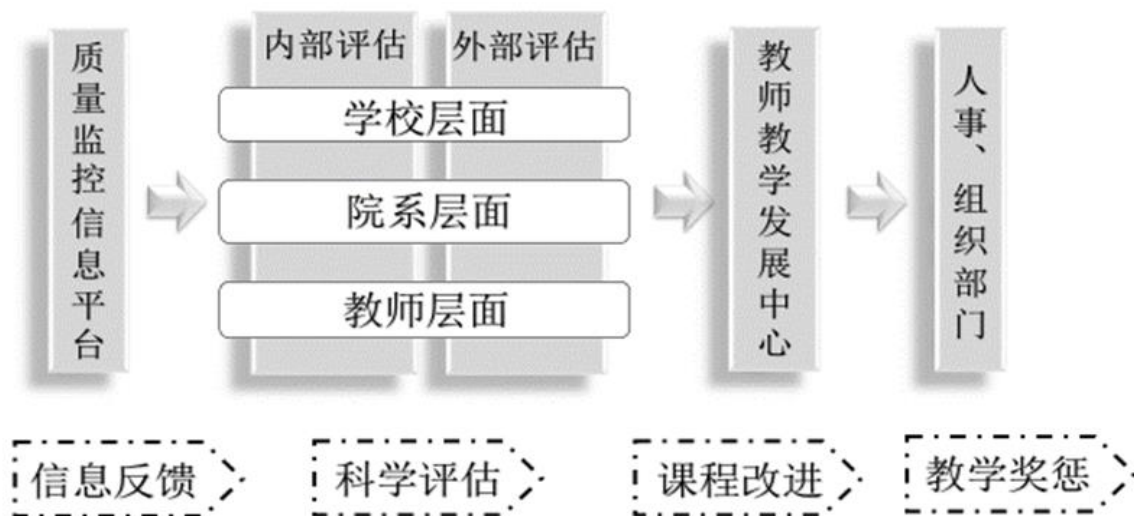 质量监控信息平台
内部评估
外部评估
学校层面
院系层面
教师层面
教师教学发展中心
人事、组织部门
信息反馈
科学评估
课程改进
教学奖惩